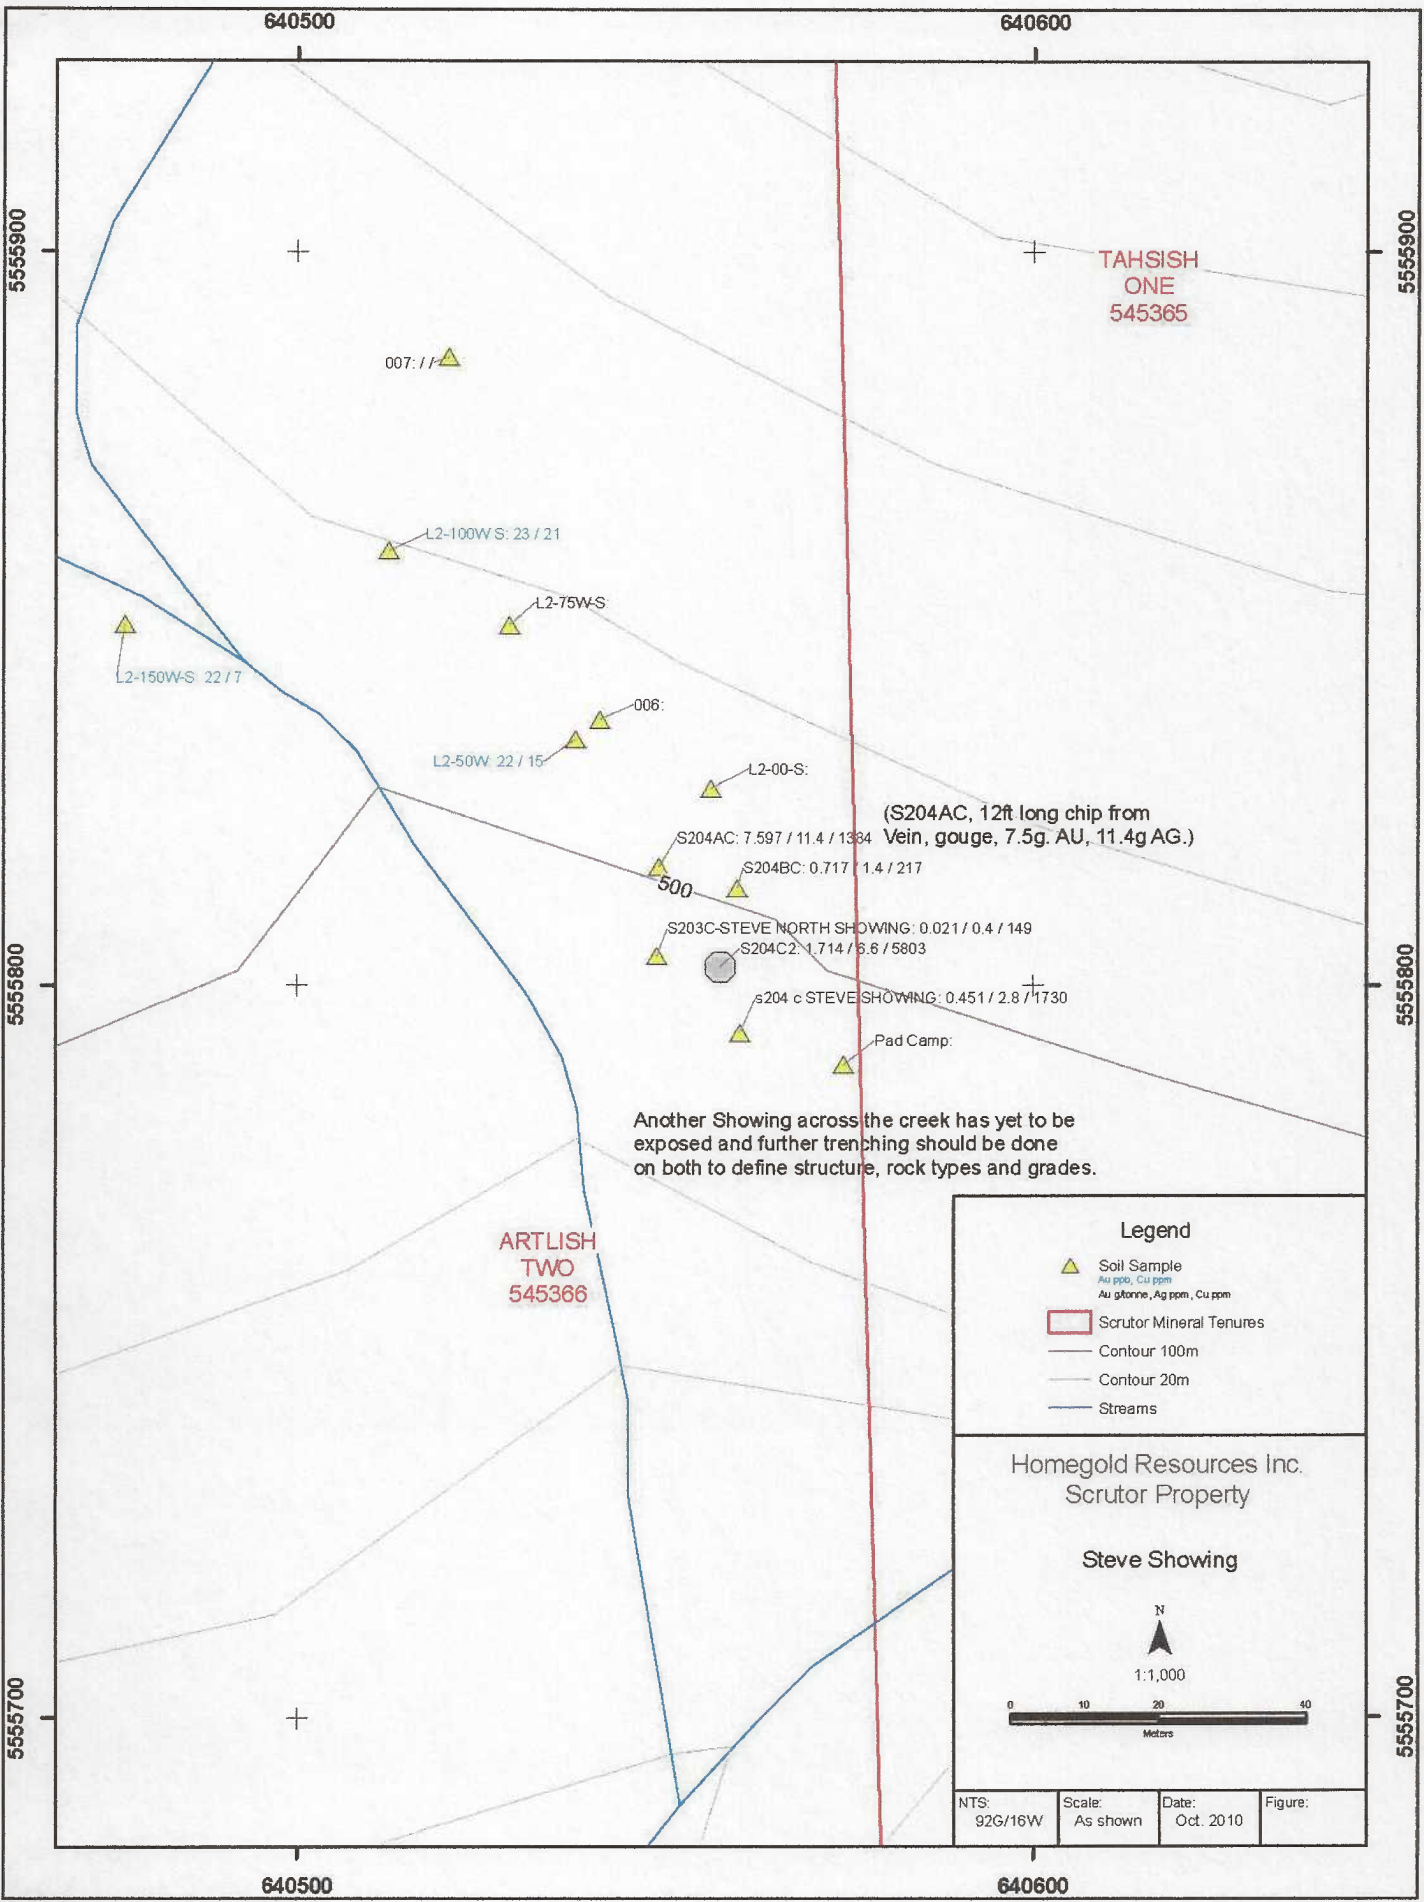 640500
640600
5555900
5555900
TAHSISH
ONE
545365
007: / /
L2-100W S: 23 / 21
L2-75W-S
L2-150W-S 22 / 7
006:
L2-50W: 22 / 15
L2-00-S:
(S204AC, 12ft long chip from
Vein, gouge, 7.5g. AU, 11.4g AG.)
S204AC: 7.597 / 11.4 / 1384
S204BC: 0.717 / 1.4 / 217
500
S203C-STEVE NORTH SHOWING: 0.021 / 0.4 / 149
S204C2: 1.714 / 6.6 / 5803
5555800
5555800
s204 c STEVE SHOWING: 0.451 / 2.8 / 1730
Pad Camp:
Another Showing across the creek has yet to be
exposed and further trenching should be done
on both to define structure, rock types and grades.
ARTLISH
TWO
545366
Legend
Soil Sample
Au ppb, Cu ppm
Au g/tonne, Ag ppm, Cu ppm
Scrutor Mineral Tenures
Contour 100m
Contour 20m
Streams
Homegold Resources Inc.
Scrutor Property
Steve Showing
N
1:1,000
0 10 20 40
Meters
5555700
5555700
NTS:
92G/16W
Scale:
As shown
Date:
Oct. 2010
Figure:
640500
640600